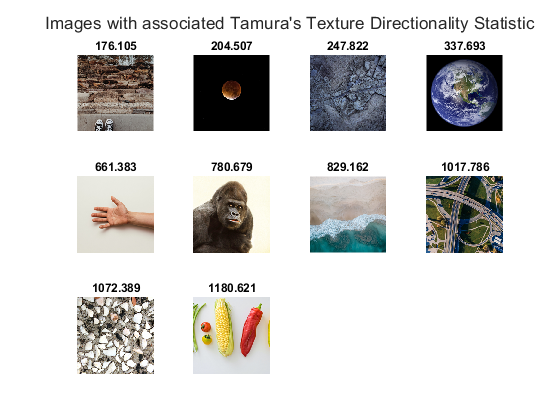 Images with associated Tamura's Texture Directionality Statistic
176.105 204.507 247.822 337.693
661.383 780.679 829.162 1017.786
1072.389 1180.621